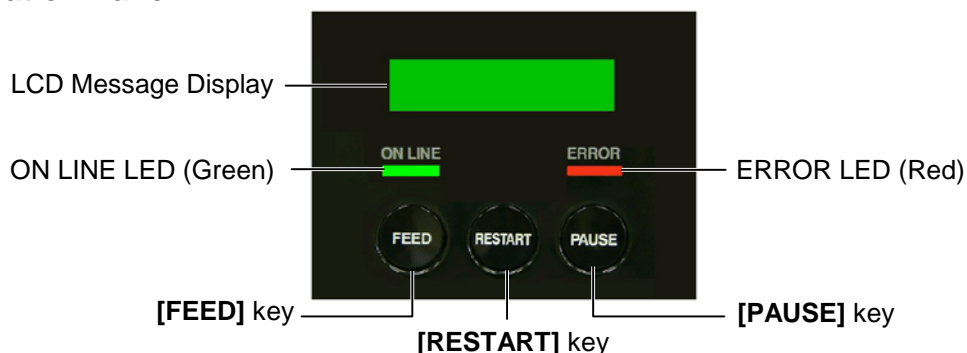 LCD Message Display
ON LINE
ERROR
ON LINE LED (Green)
ERROR LED (Red)
FEED
RESTART
PAUSE
[FEED] key
[PAUSE] key
[RESTART] key